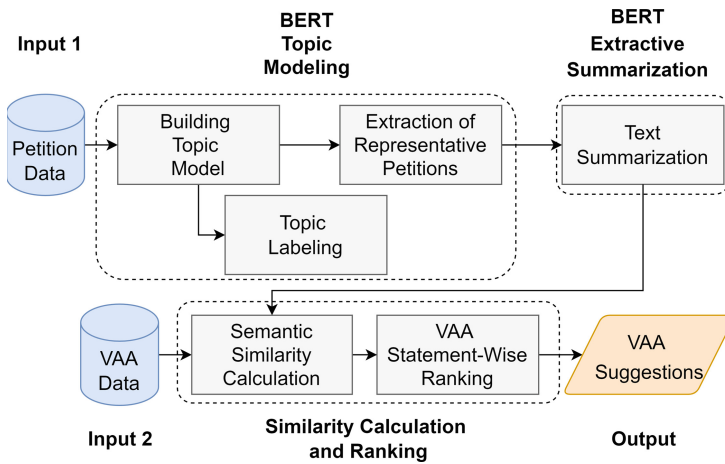 Input 1
BERT
Topic
Modeling
BERT
Extractive
Summarization
Petition
Data
Building
Topic
Model
Extraction of
Representative
Petitions
Text
Summarization
Topic
Labeling
VAA
Data
Semantic
Similarity
Calculation
VAA
Statement-Wise
Ranking
VAA
Suggestions
Input 2
Similarity Calculation
and Ranking
Output